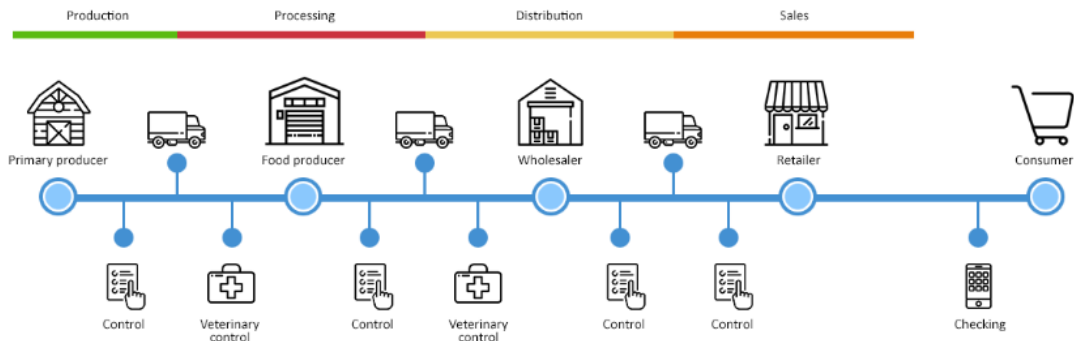 Production
Processing
Distribution
Sales
Primary producer
Food producer
Wholesaler
Retailer
Consumer
Control
Veterinary
control
Control
Veterinary
control
Control
Control
Checking